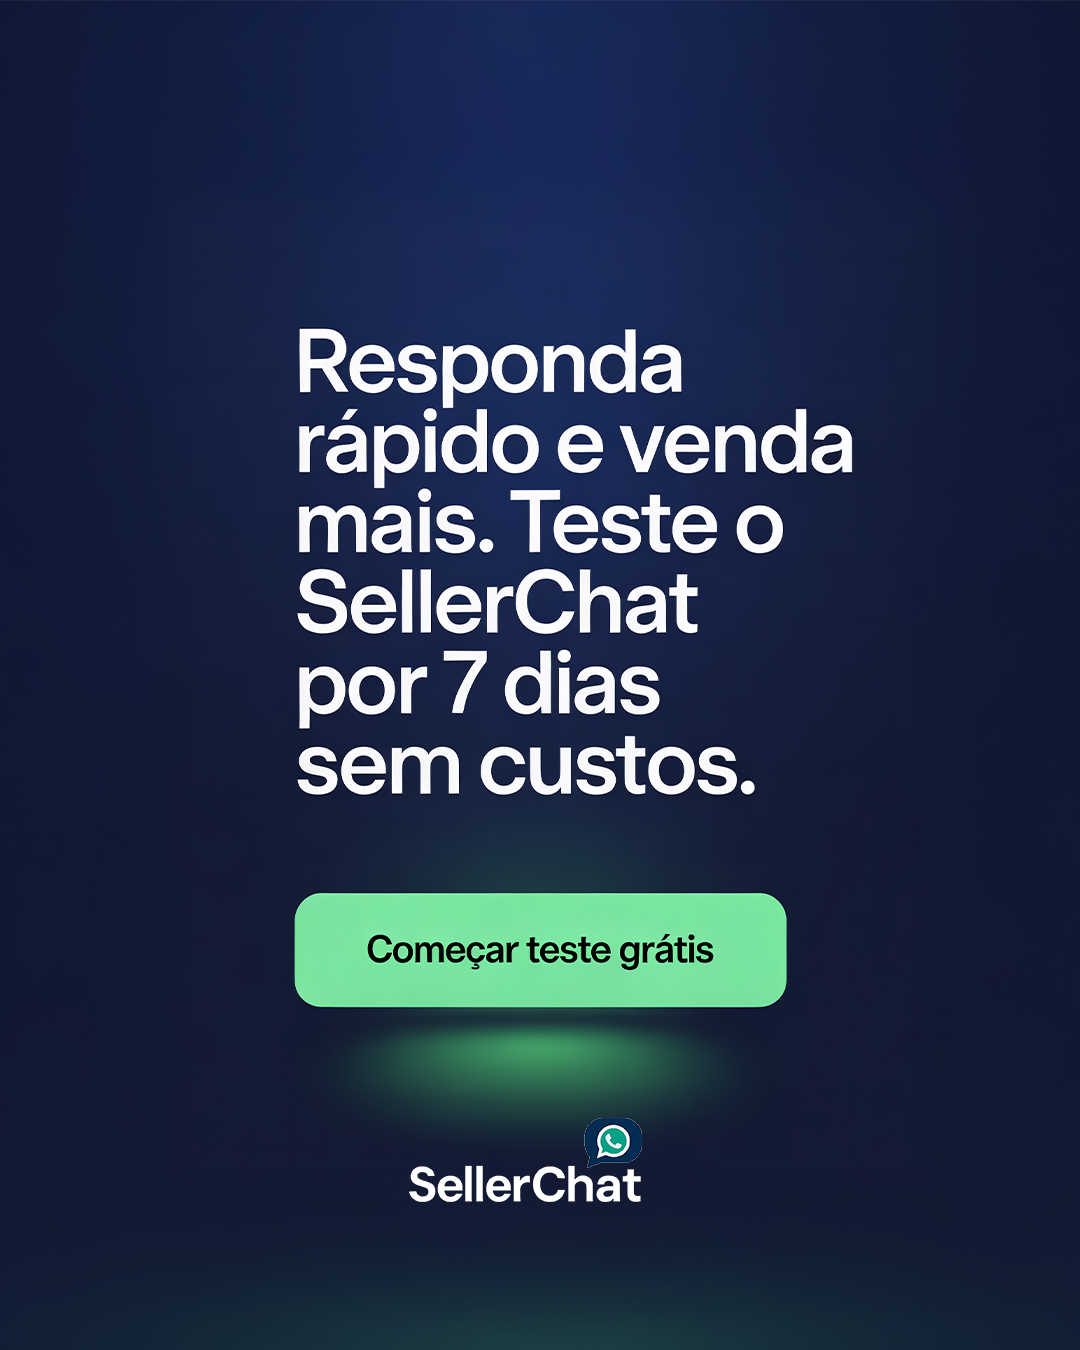 Responda
rápido e venda
mais. Teste o
SellerChat
por 7 dias
sem custos.
Começar teste grátis
SellerChat